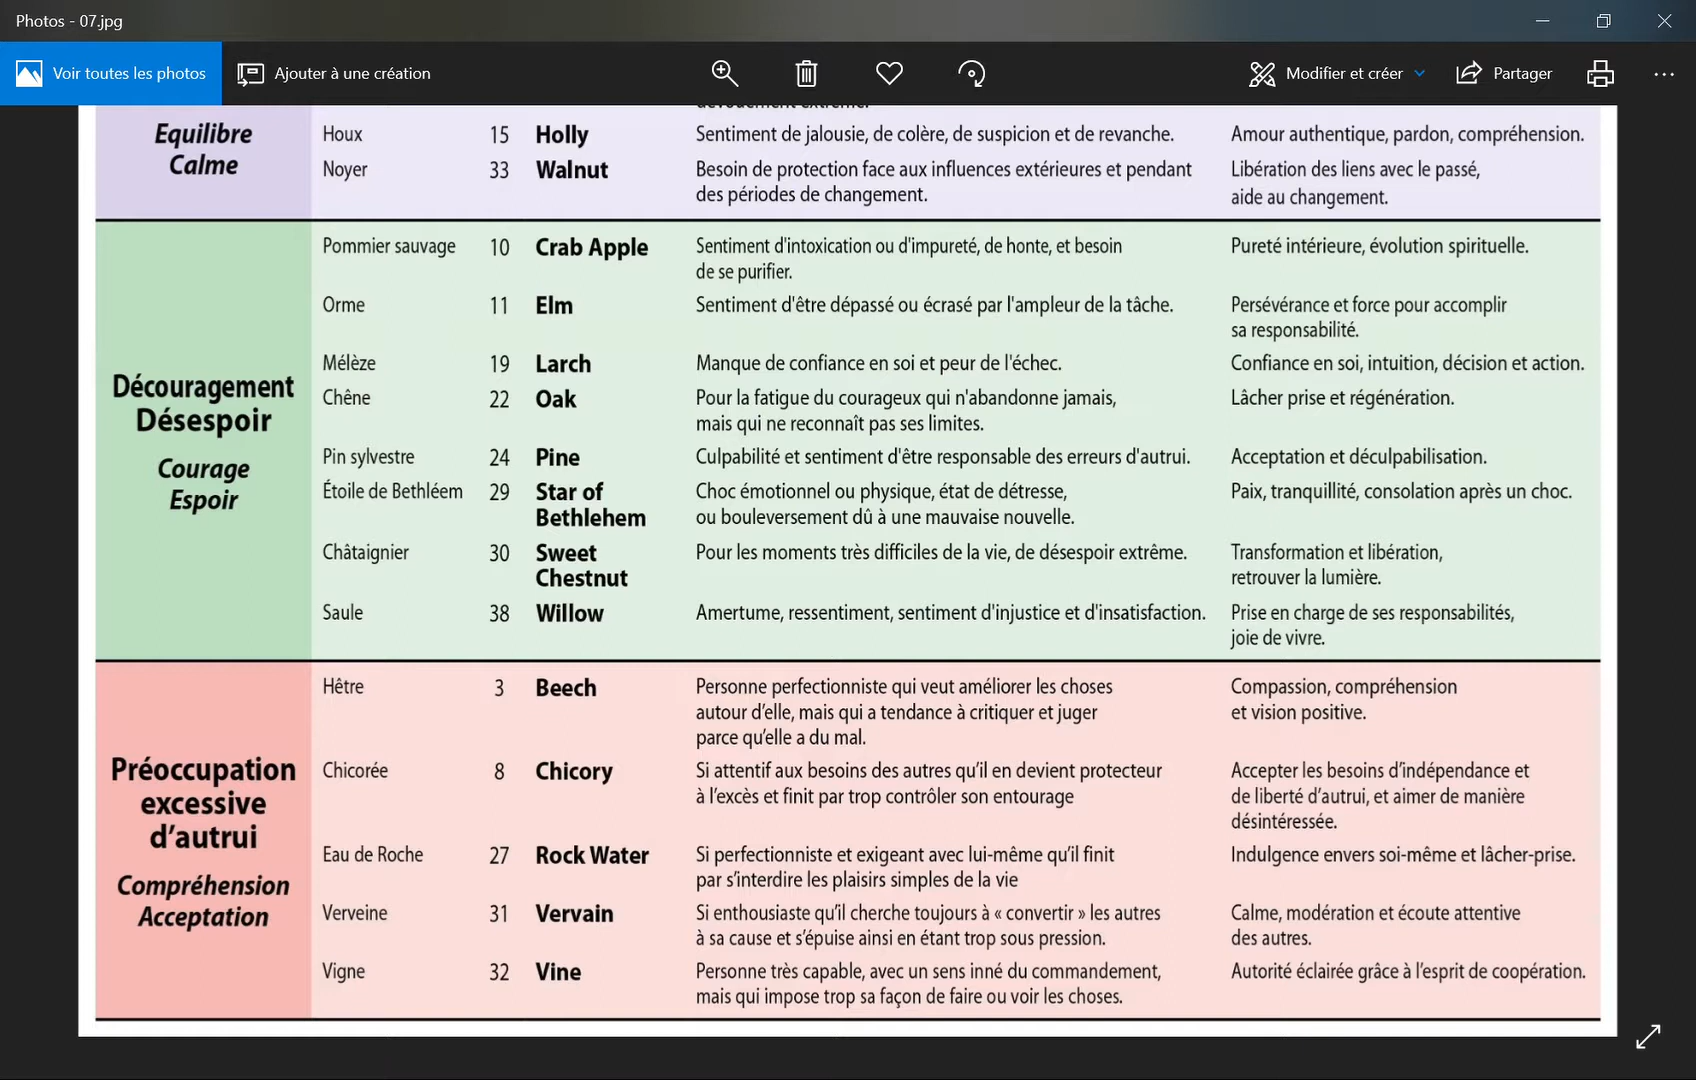 Photos - 07.jpg
Voir toutes les photos
Ajouter à une création
Modifier et créer
Partager
dévouement extrême.
Equilibre
Calme
Houx 15 Holly Sentiment de jalousie, de colère, de suspicion et de revanche. Amour authentique, pardon, compréhension.
Noyer 33 Walnut Besoin de protection face aux influences extérieures et pendant Libération des liens avec le passé,
des périodes de changement. aide au changement.
Découragement
Désespoir
Courage
Espoir
Pommier sauvage 10 Crab Apple Sentiment d'intoxication ou d'impureté, de honte, et besoin Pureté intérieure, évolution spirituelle.
de se purifier.
Orme 11 Elm Sentiment d'être dépassé ou écrasé par l'ampleur de la tâche. Persévérance et force pour accomplir
sa responsabilité.
Mélèze 19 Larch Manque de confiance en soi et peur de l'échec. Confiance en soi, intuition, décision et action.
Chêne 22 Oak Pour la fatigue du courageux qui n'abandonne jamais, Lâcher prise et régénération.
mais qui ne reconnaît pas ses limites.
Pin sylvestre 24 Pine Culpabilité et sentiment d'être responsable des erreurs d'autrui. Acceptation et déculpabilisation.
Étoile de Bethléem 29 Star of Choc émotionnel ou physique, état de détresse, Paix, tranquillité, consolation après un choc.
Bethlehem ou bouleversement dû à une mauvaise nouvelle.
Châtaignier 30 Sweet Pour les moments très difficiles de la vie, de désespoir extrême. Transformation et libération,
Chestnut retrouver la lumière.
Saule 38 Willow Amertume, ressentiment, sentiment d'injustice et d'insatisfaction. Prise en charge de ses responsabilités,
joie de vivre.
Préoccupation
excessive
d’autrui
Compréhension
Acceptation
Hêtre 3 Beech Personne perfectionniste qui veut améliorer les choses Compassion, compréhension
autour d’elle, mais qui a tendance à critiquer et juger et vision positive.
parce qu’elle a du mal.
Chicorée 8 Chicory Si attentif aux besoins des autres qu’il en devient protecteur Accepter les besoins d’indépendance et
à l’excès et finit par trop contrôler son entourage de liberté d’autrui, et aimer de manière
désintéressée.
Eau de Roche 27 Rock Water Si perfectionniste et exigeant avec lui-même qu’il finit Indulgence envers soi-même et lâcher-prise.
par s’interdire les plaisirs simples de la vie
Verveine 31 Vervain Si enthousiaste qu’il cherche toujours à « convertir » les autres Calme, modération et écoute attentive
à sa cause et s’épuise ainsi en étant trop sous pression. des autres.
Vigne 32 Vine Personne très capable, avec un sens inné du commandement, Autorité éclairée grâce à l’esprit de coopération.
mais qui impose trop sa façon de faire ou voir les choses.